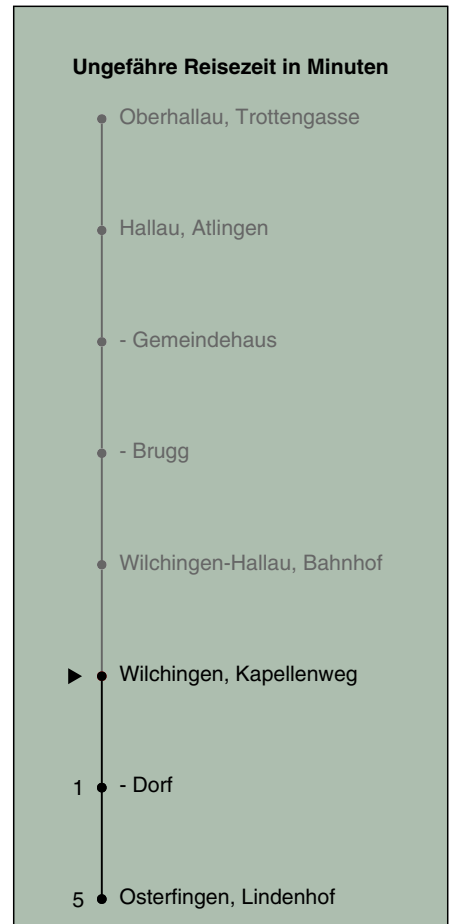 Ungefähre Reisezeit in Minuten
Oberhallau, Trottengasse
Hallau, Atlingen
- Gemeindehaus
- Brugg
Wilchingen-Hallau, Bahnhof
Wilchingen, Kapellenweg
1 - Dorf
5 Osterfingen, Lindenhof